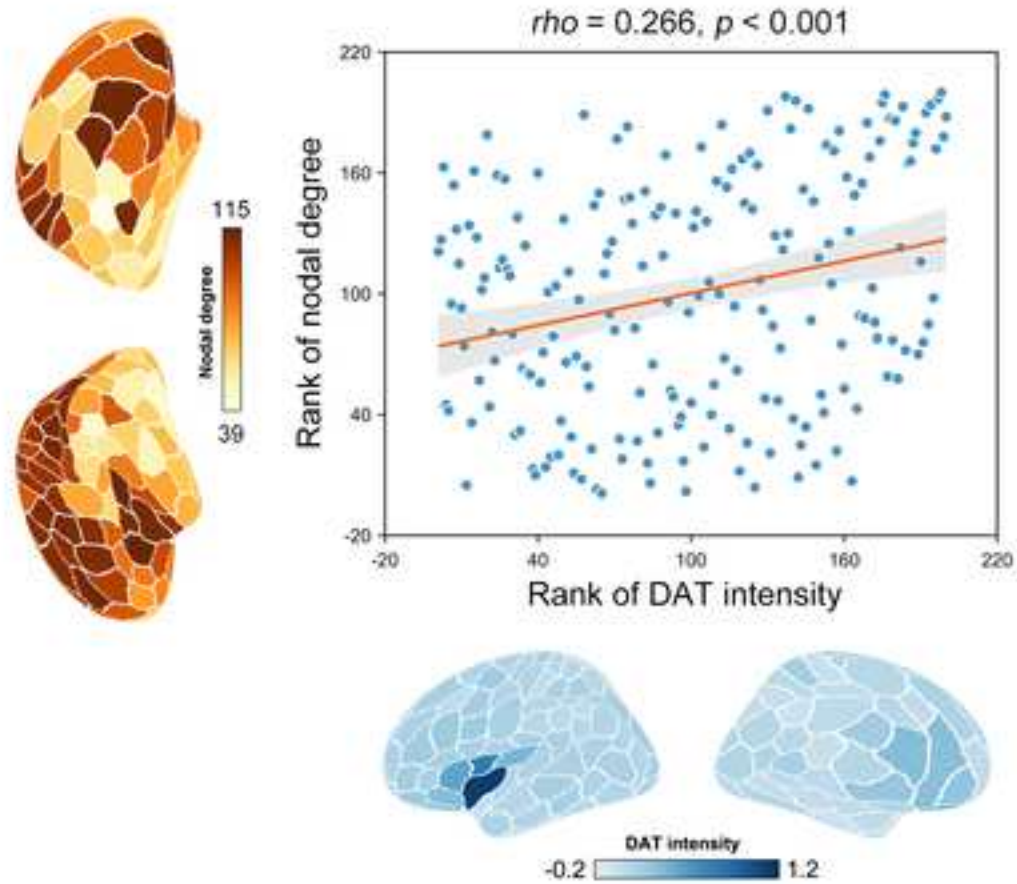 rho = 0.266, p < 0.001
220
160
100
40
-20
Rank of nodal degree
-20 40 100 160 220
Rank of DAT intensity
115
Nodal degree
39
DAT intensity
-0.2 1.2